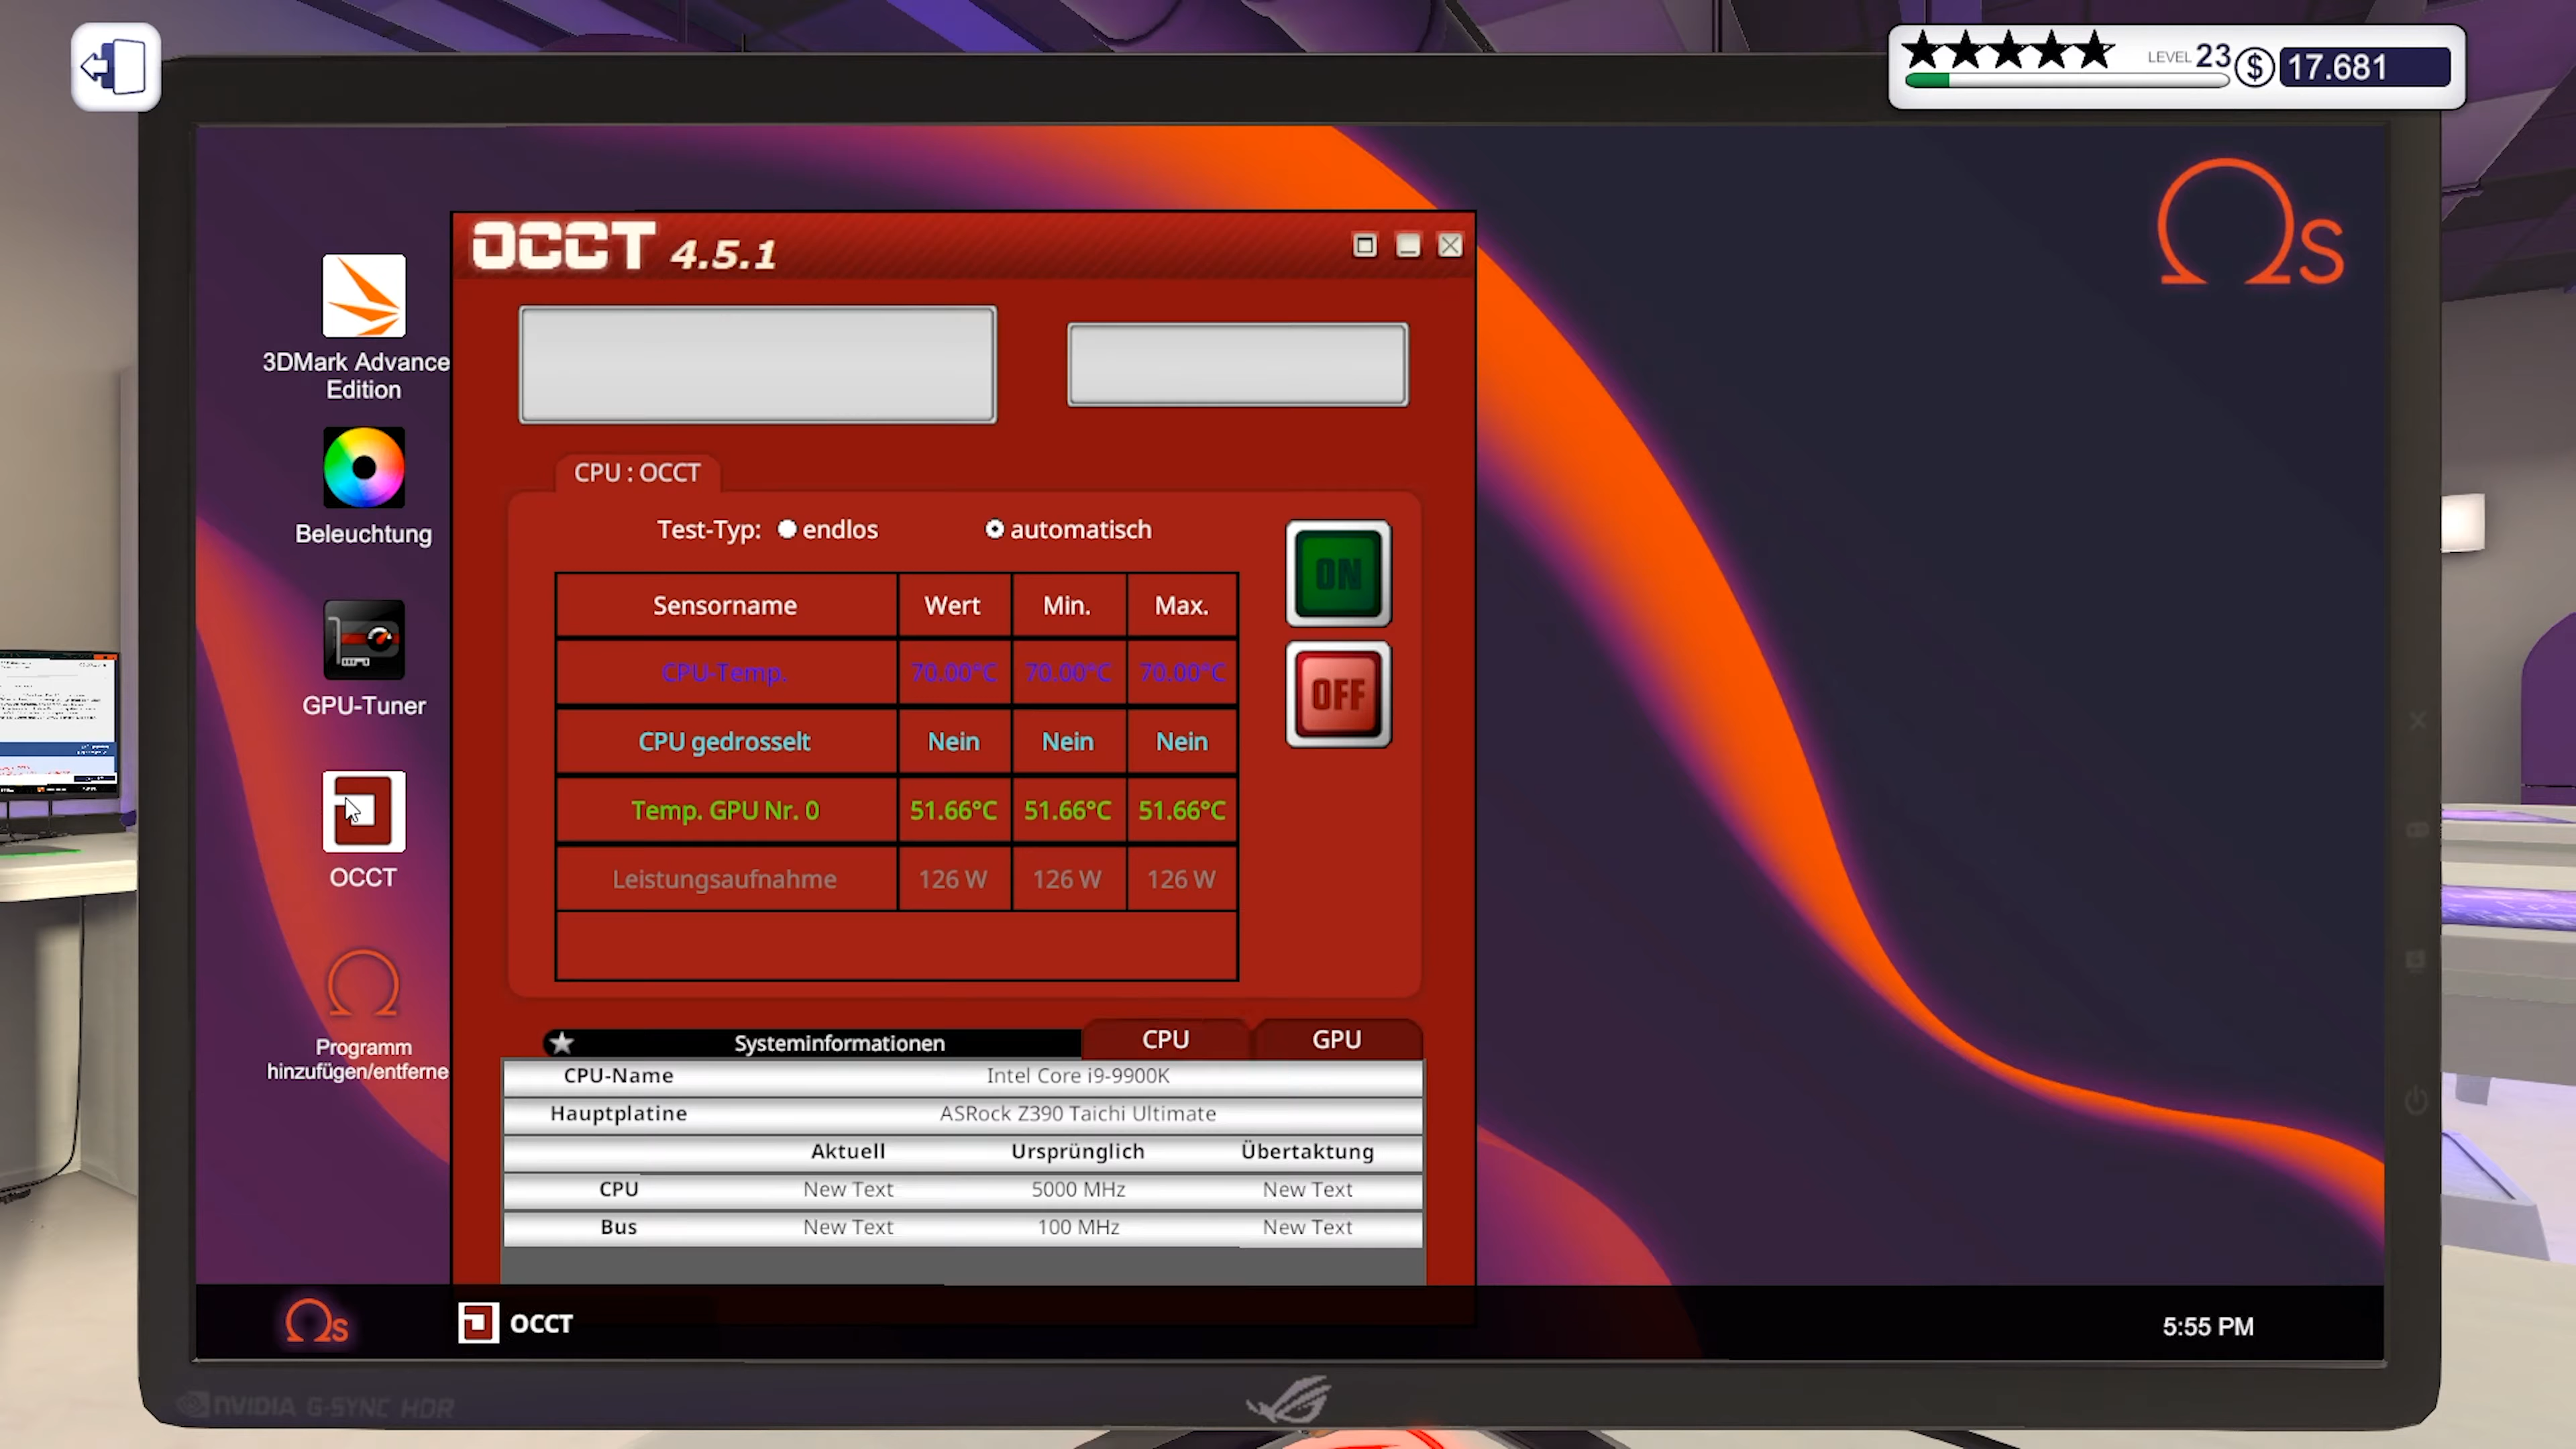 LEVEL 23 $ 17.681
Ωs
OCCT 4.5.1
3DMark Advance
Edition
Beleuchtung
GPU-Tuner
OCCT
Programm
hinzufügen/entferne
CPU : OCCT
Test-Typ: endlos automatisch
Sensorname Wert Min. Max.
CPU-Temp. 70.00°C 70.00°C 70.00°C
CPU gedrosselt Nein Nein Nein
Temp. GPU Nr. 0 51.66°C 51.66°C 51.66°C
Leistungsaufnahme 126 W 126 W 126 W
ON
OFF
Systeminformationen CPU GPU
CPU-Name Intel Core i9-9900K
Hauptplatine ASRock Z390 Taichi Ultimate
Aktuell Ursprünglich Übertaktung
CPU New Text 5000 MHz New Text
Bus New Text 100 MHz New Text
Ωs OCCT 5:55 PM
NVIDIA G-SYNC HDR